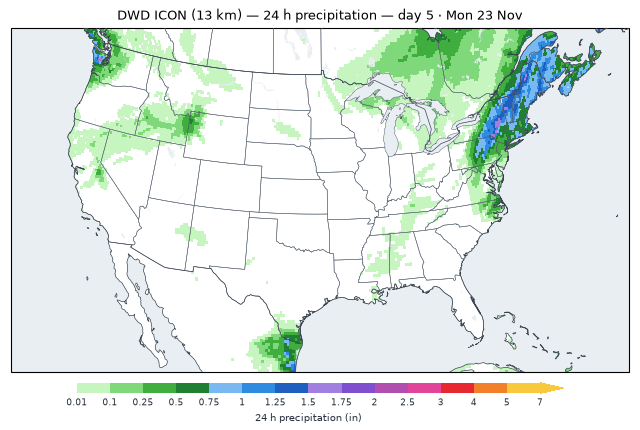 DWD ICON (13 km) — 24 h precipitation — day 5 · Mon 23 Nov
0.01 0.1 0.25 0.5 0.75 1 1.25 1.5 1.75 2 2.5 3 4 5 7
24 h precipitation (in)